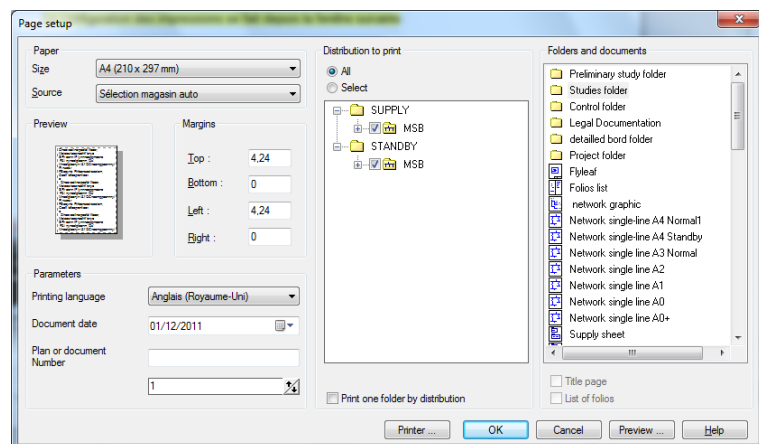 Page setup
Paper
Size
A4 (210 x 297 mm)
Source
Sélection magasin auto
Preview
Margins
Top :
4,24
Bottom :
0
Left :
4,24
Right :
0
Parameters
Printing language
Anglais (Royaume-Uni)
Document date
01/12/2011
Plan or document
Number
1
Distribution to print
All
Select
SUPPLY
MSB
STANDBY
MSB
Print one folder by distribution
Folders and documents
Preliminary study folder
Studies folder
Control folder
Legal Documentation
detailled bord folder
Project folder
Flyleaf
Folios list
network graphic
Network single-line A4 Normal1
Network single-line A4 Standby
Network single-line A3 Normal
Network single line A2
Network single line A1
Network single line A0
Network single line A0+
Supply sheet
Title page
List of folios
Printer ...
OK
Cancel
Preview ...
Help